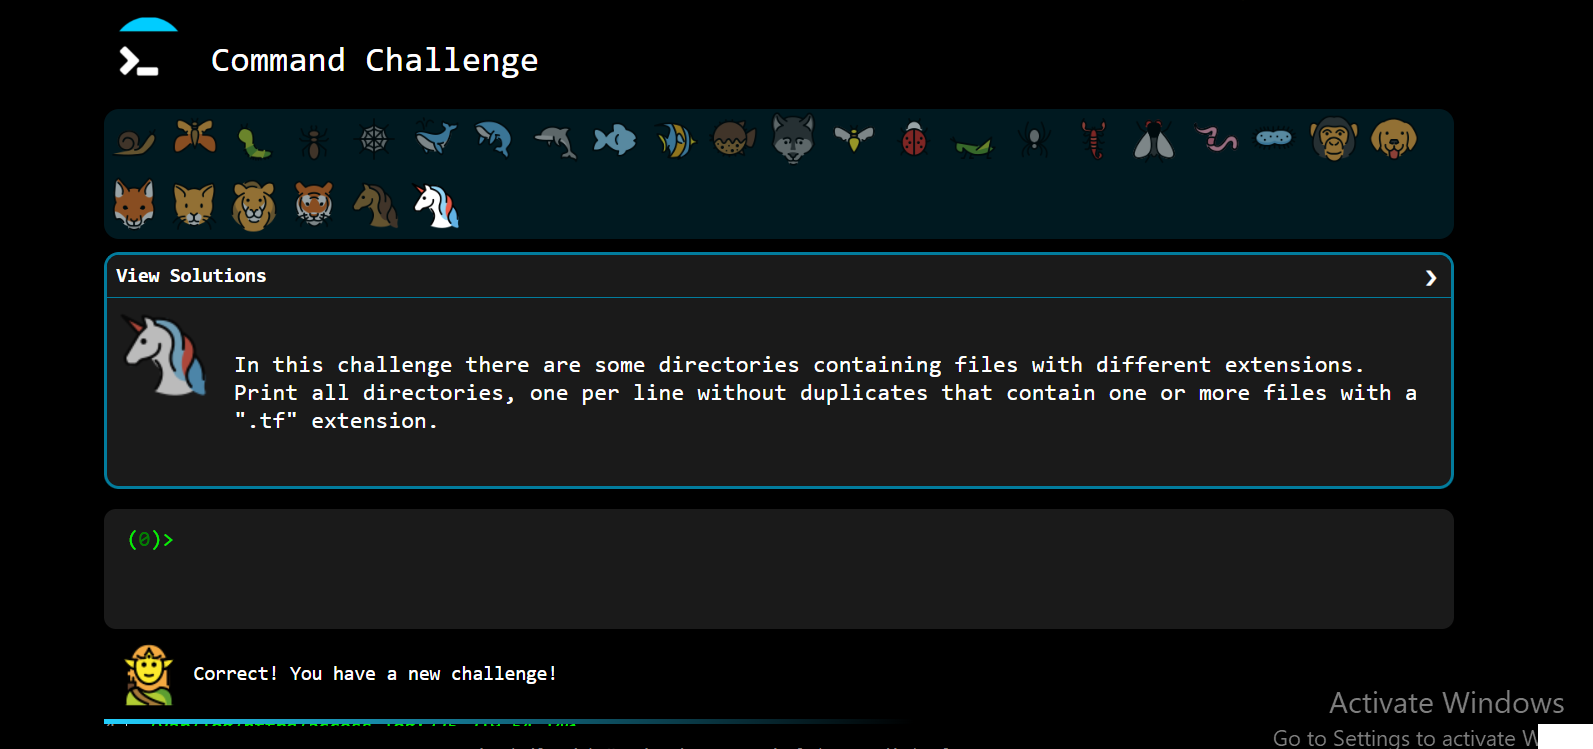 Command Challenge
View Solutions
In this challenge there are some directories containing files with different extensions.
Print all directories, one per line without duplicates that contain one or more files with a
".tf" extension.
(0)>
Correct! You have a new challenge!
Activate Windows
Go to Settings to activate W